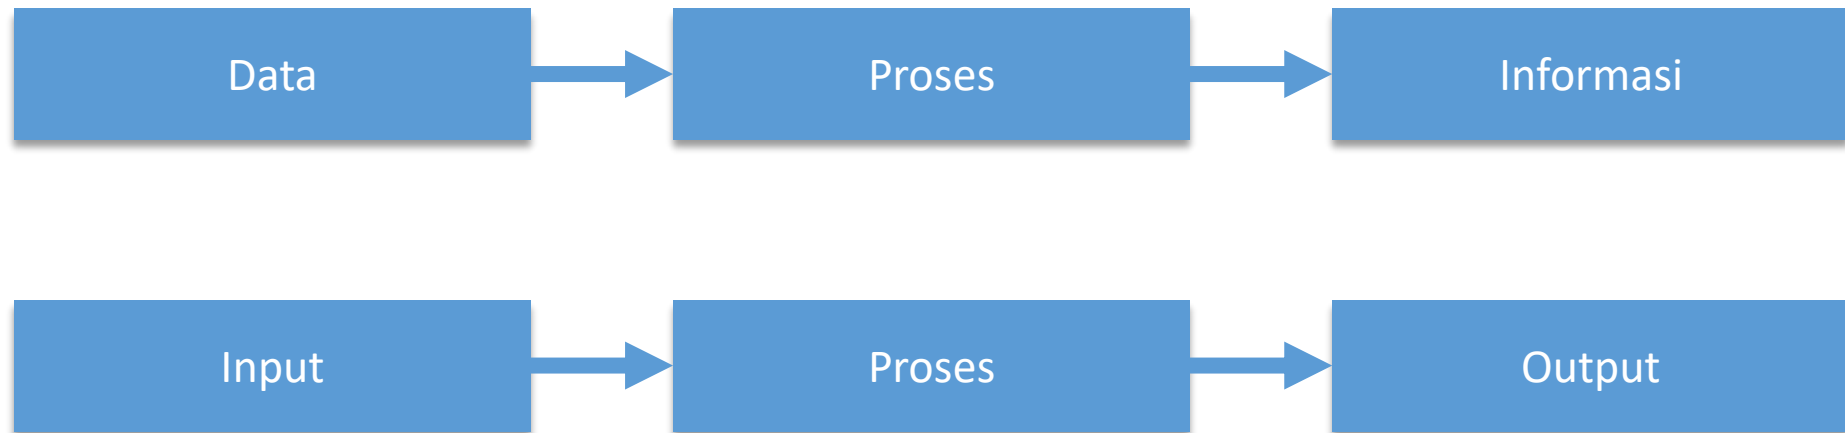 Data Proses Informasi
Input Proses Output